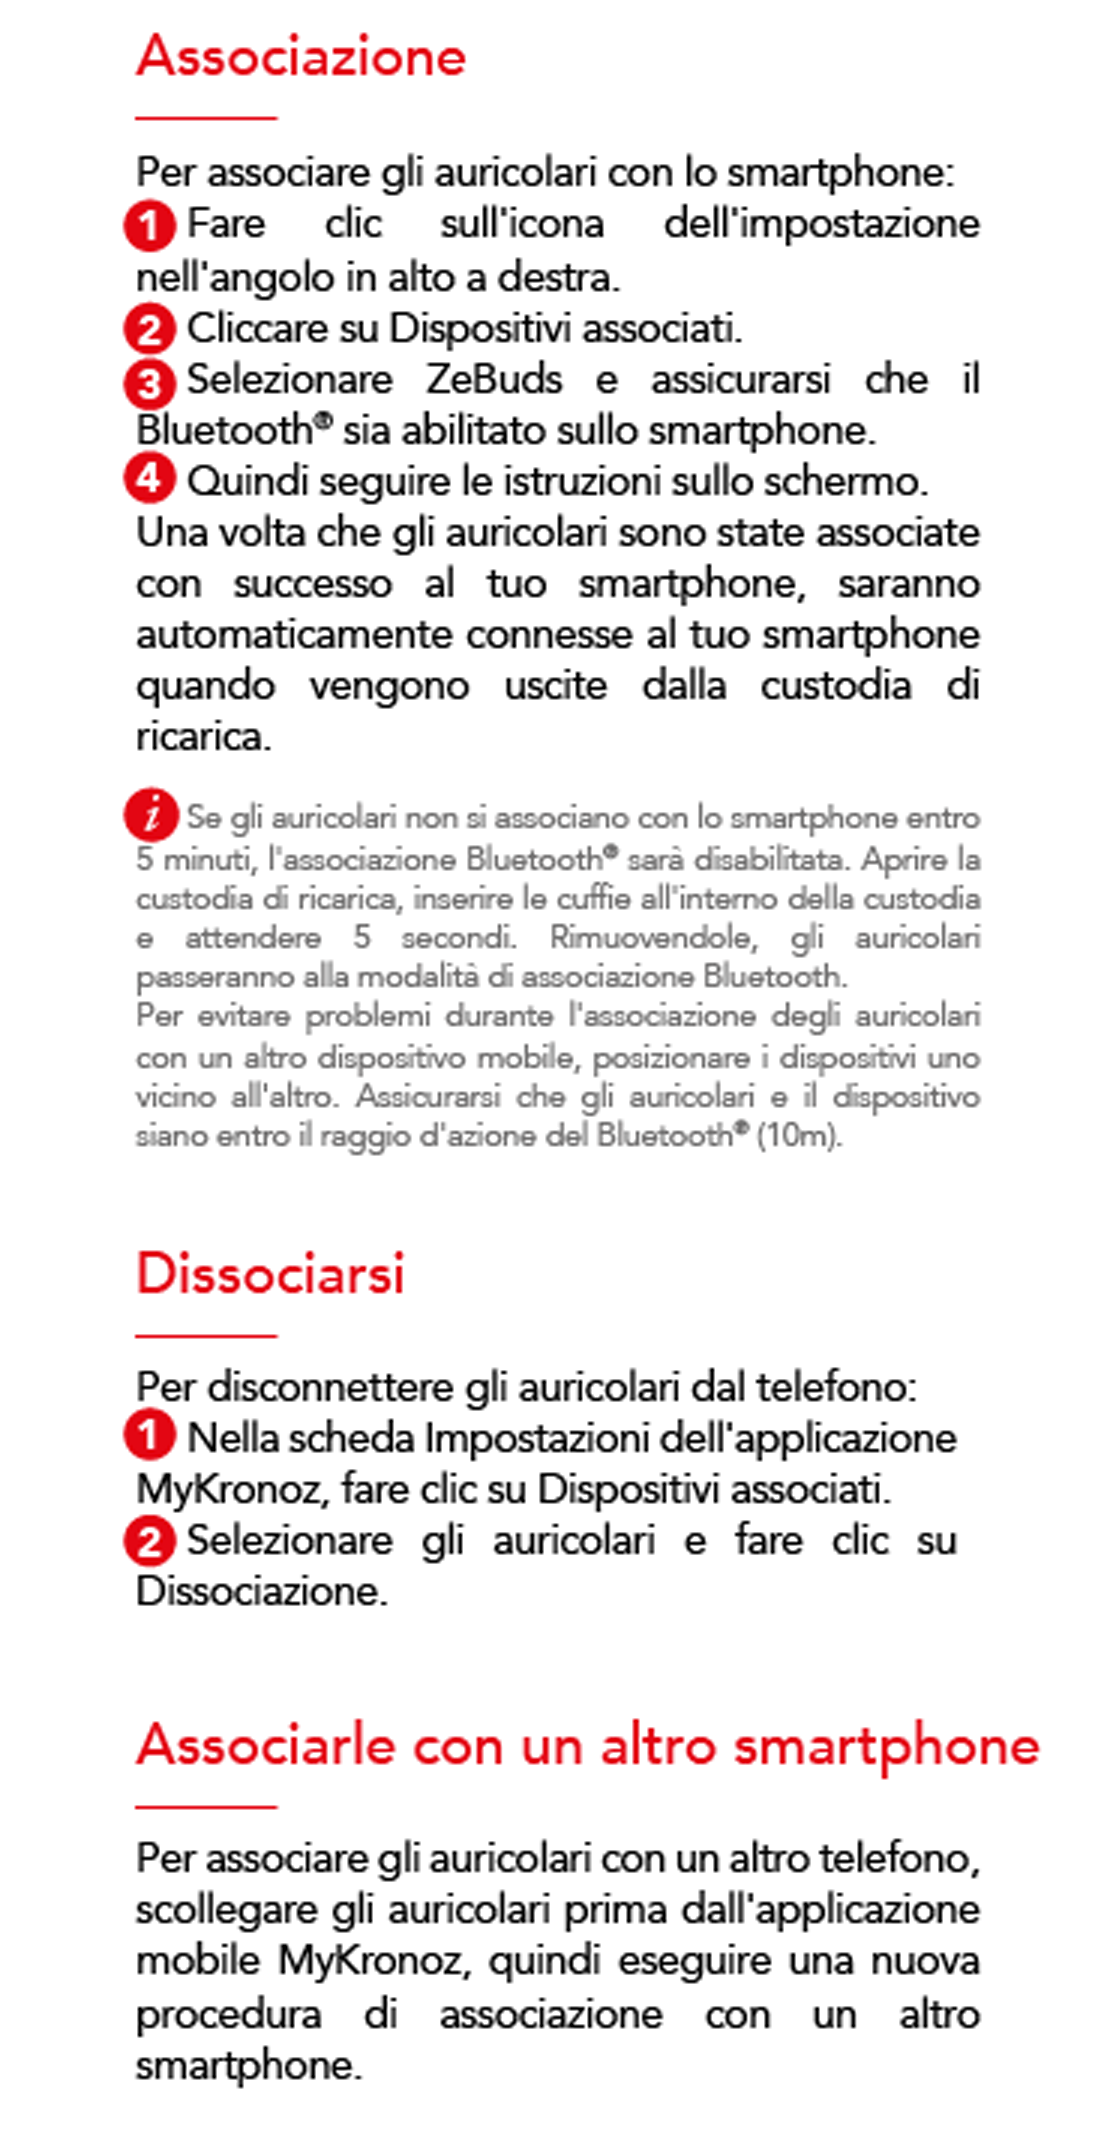 Associazione
Per associare gli auricolari con lo smartphone:
1 Fare clic sull'icona dell'impostazione
nell'angolo in alto a destra.
2 Cliccare su Dispositivi associati.
3 Selezionare ZeBuds e assicurarsi che il
Bluetooth® sia abilitato sullo smartphone.
4 Quindi seguire le istruzioni sullo schermo.
Una volta che gli auricolari sono state associate
con successo al tuo smartphone, saranno
automaticamente connesse al tuo smartphone
quando vengono uscite dalla custodia di
ricarica.
i Se gli auricolari non si associano con lo smartphone entro
5 minuti, l'associazione Bluetooth® sarà disabilitata. Aprire la
custodia di ricarica, inserire le cuffie all'interno della custodia
e attendere 5 secondi. Rimuovendole, gli auricolari
passeranno alla modalità di associazione Bluetooth.
Per evitare problemi durante l'associazione degli auricolari
con un altro dispositivo mobile, posizionare i dispositivi uno
vicino all'altro. Assicurarsi che gli auricolari e il dispositivo
siano entro il raggio d'azione del Bluetooth® (10m).
Dissociarsi
Per disconnettere gli auricolari dal telefono:
1 Nella scheda Impostazioni dell'applicazione
MyKronoz, fare clic su Dispositivi associati.
2 Selezionare gli auricolari e fare clic su
Dissociazione.
Associarle con un altro smartphone
Per associare gli auricolari con un altro telefono,
scollegare gli auricolari prima dall'applicazione
mobile MyKronoz, quindi eseguire una nuova
procedura di associazione con un altro
smartphone.